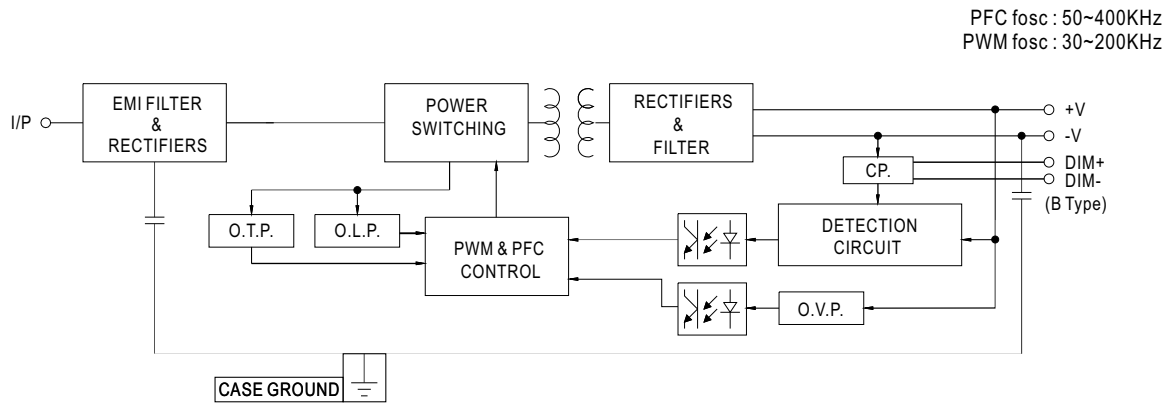 PFC fosc : 50~400KHz
PWM fosc : 30~200KHz
I/P
EMI FILTER
&
RECTIFIERS
POWER
SWITCHING
RECTIFIERS
&
FILTER
+V
-V
DIM+
DIM-
(B Type)
CP.
O.T.P.
O.L.P.
PWM & PFC
CONTROL
DETECTION
CIRCUIT
O.V.P.
CASE GROUND